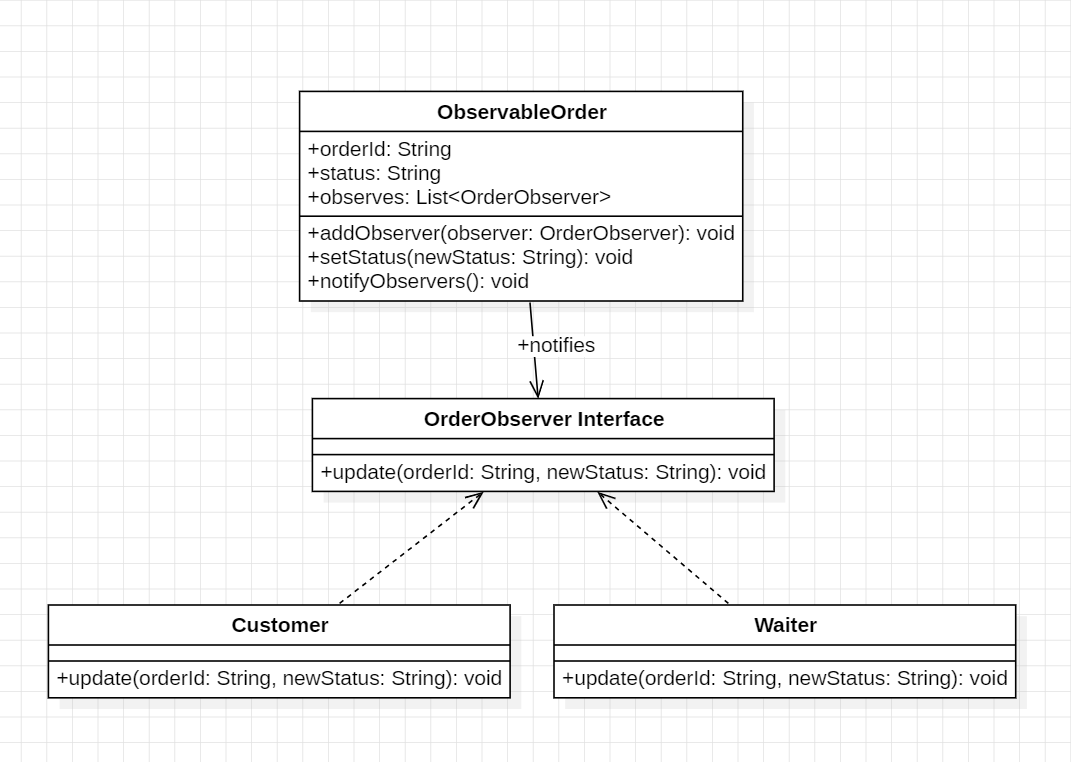 ObservableOrder
+orderId: String
+status: String
+observes: List<OrderObserver>
+addObserver(observer: OrderObserver): void
+setStatus(newStatus: String): void
+notifyObservers(): void
+notifies
OrderObserver Interface
+update(orderId: String, newStatus: String): void
Customer
+update(orderId: String, newStatus: String): void
Waiter
+update(orderId: String, newStatus: String): void